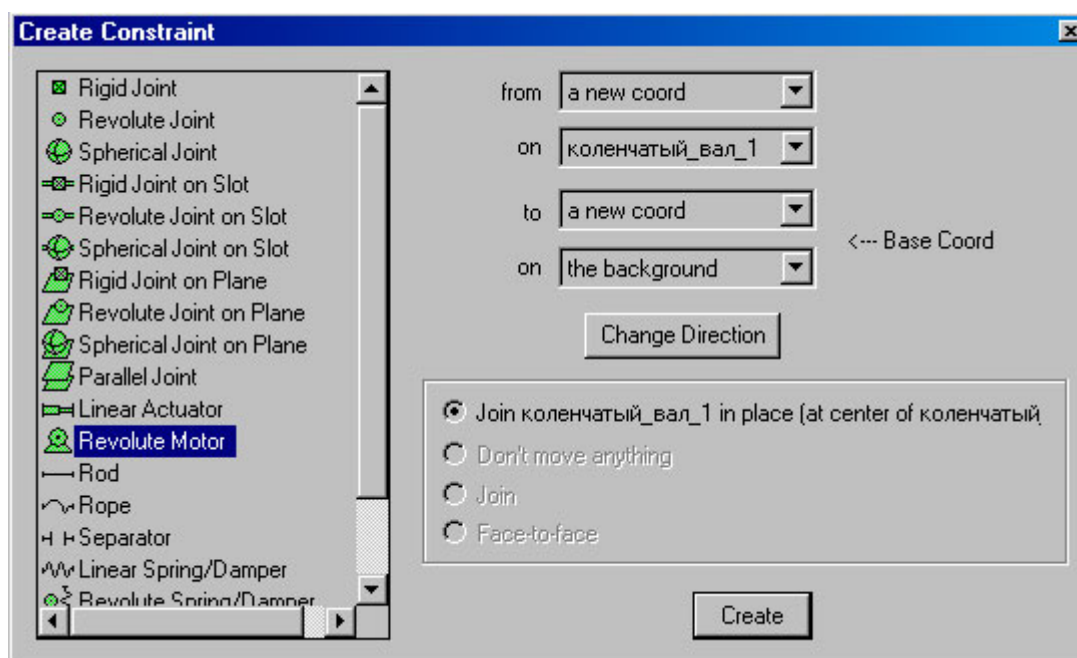 Create Constraint
Rigid Joint
Revolute Joint
Spherical Joint
Rigid Joint on Slot
Revolute Joint on Slot
Spherical Joint on Slot
Rigid Joint on Plane
Revolute Joint on Plane
Spherical Joint on Plane
Parallel Joint
Linear Actuator
Revolute Motor
Rod
Rope
Separator
Linear Spring/Damper
Revolute Spring/Damper
from a new coord
on коленчатый_вал_1
to a new coord
<--- Base Coord
on the background
Change Direction
Join коленчатый_вал_1 in place (at center of коленчатый
Don't move anything
Join
Face-to-face
Create